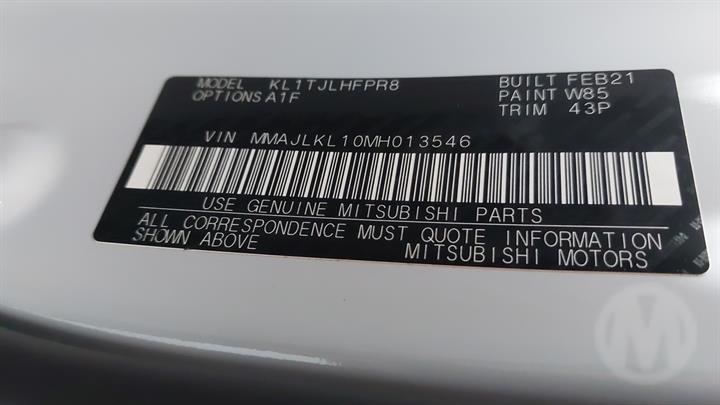 MODEL KL1TJLHFPR8 BUILT FEB21
OPTIONS A1F PAINT W85
TRIM 43P
VIN MMAJLKL10MH013546
USE GENUINE MITSUBISHI PARTS
ALL CORRESPONDENCE MUST QUOTE INFORMATION
SHOWN ABOVE MITSUBISHI MOTORS
M